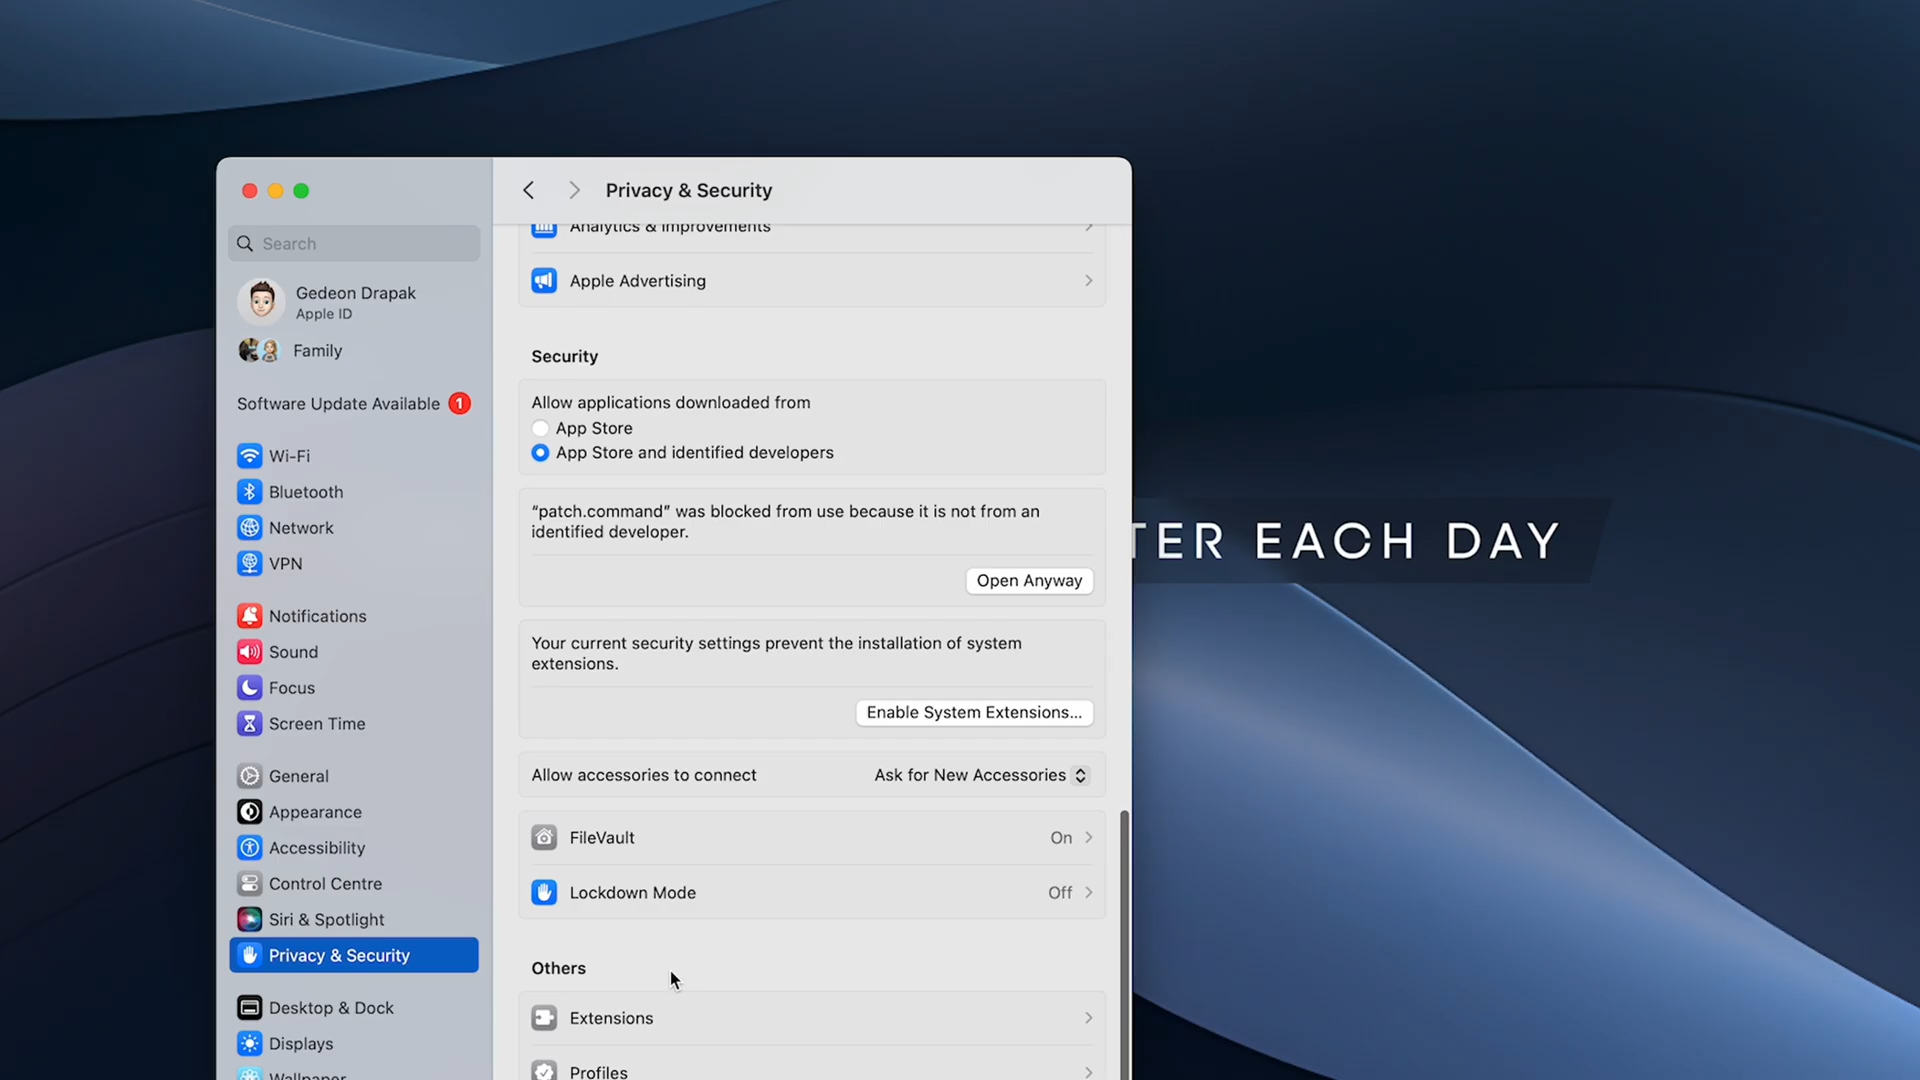 Privacy & Security
Search
Gedeon Drapak
Apple ID
Family
Software Update Available 1
Wi-Fi
Bluetooth
Network
VPN
Notifications
Sound
Focus
Screen Time
General
Appearance
Accessibility
Control Centre
Siri & Spotlight
Privacy & Security
Desktop & Dock
Displays
Wallpaper
Analytics & Improvements
Apple Advertising
Security
Allow applications downloaded from
App Store
App Store and identified developers
“patch.command” was blocked from use because it is not from an
identified developer.
Open Anyway
Your current security settings prevent the installation of system
extensions.
Enable System Extensions...
Allow accessories to connect Ask for New Accessories
FileVault On
Lockdown Mode Off
Others
Extensions
Profiles
TER EACH DAY